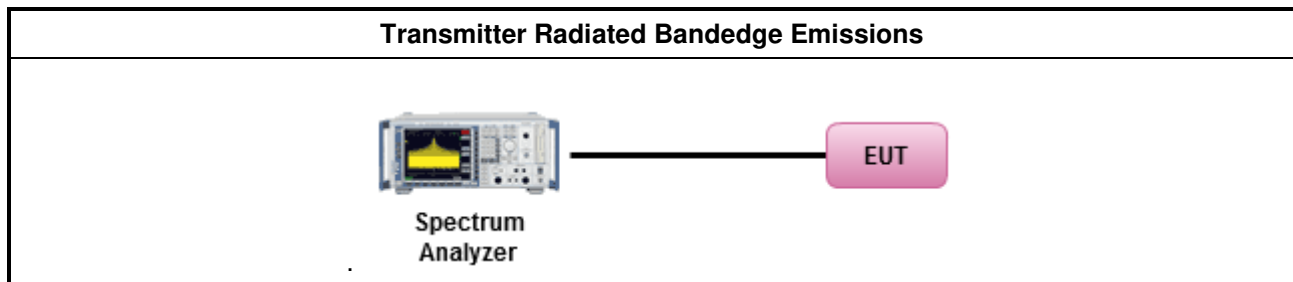 Transmitter Radiated Bandedge Emissions
EUT
Spectrum
Analyzer
.